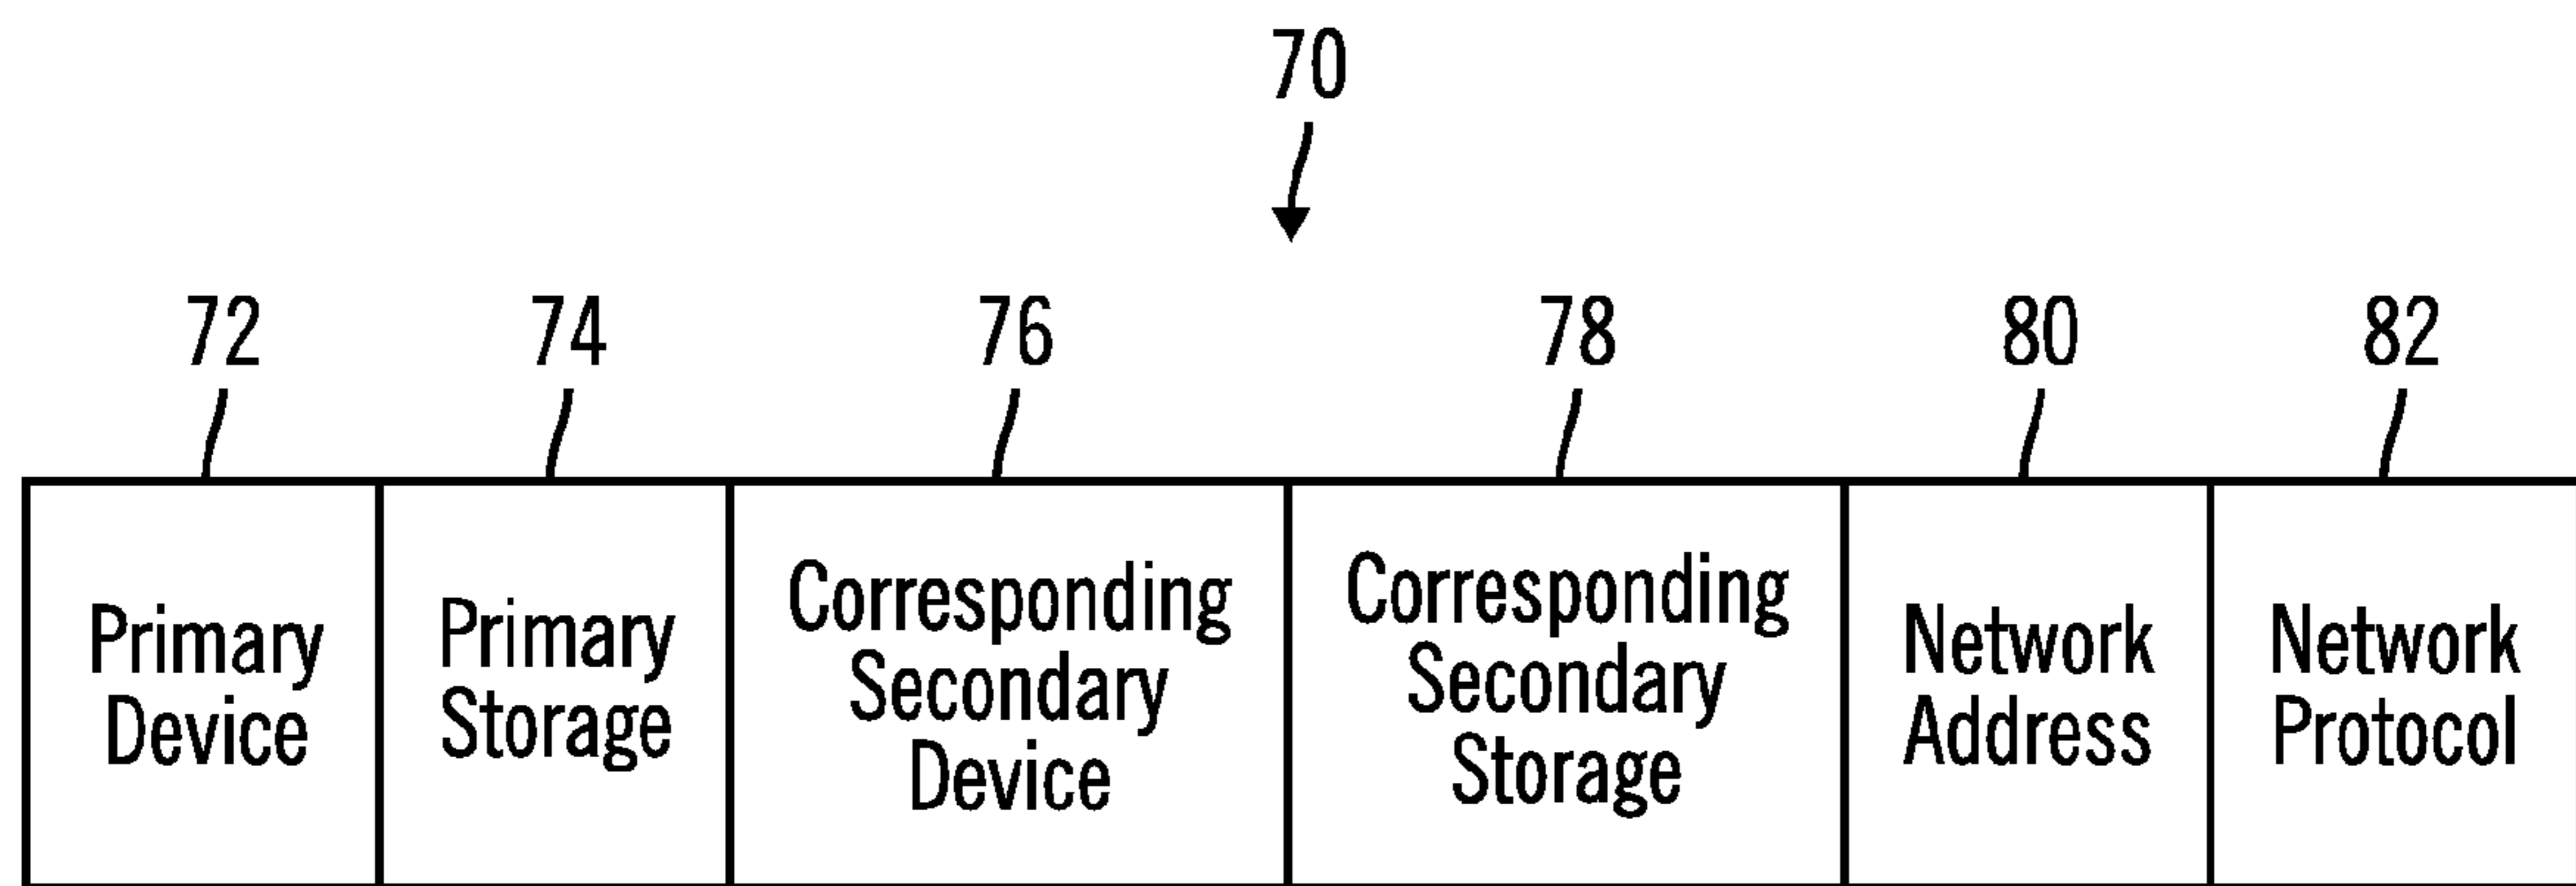 70
72
74
76
78
80
82
Primary
Device
Primary
Storage
Corresponding
Secondary
Device
Corresponding
Secondary
Storage
Network
Address
Network
Protocol